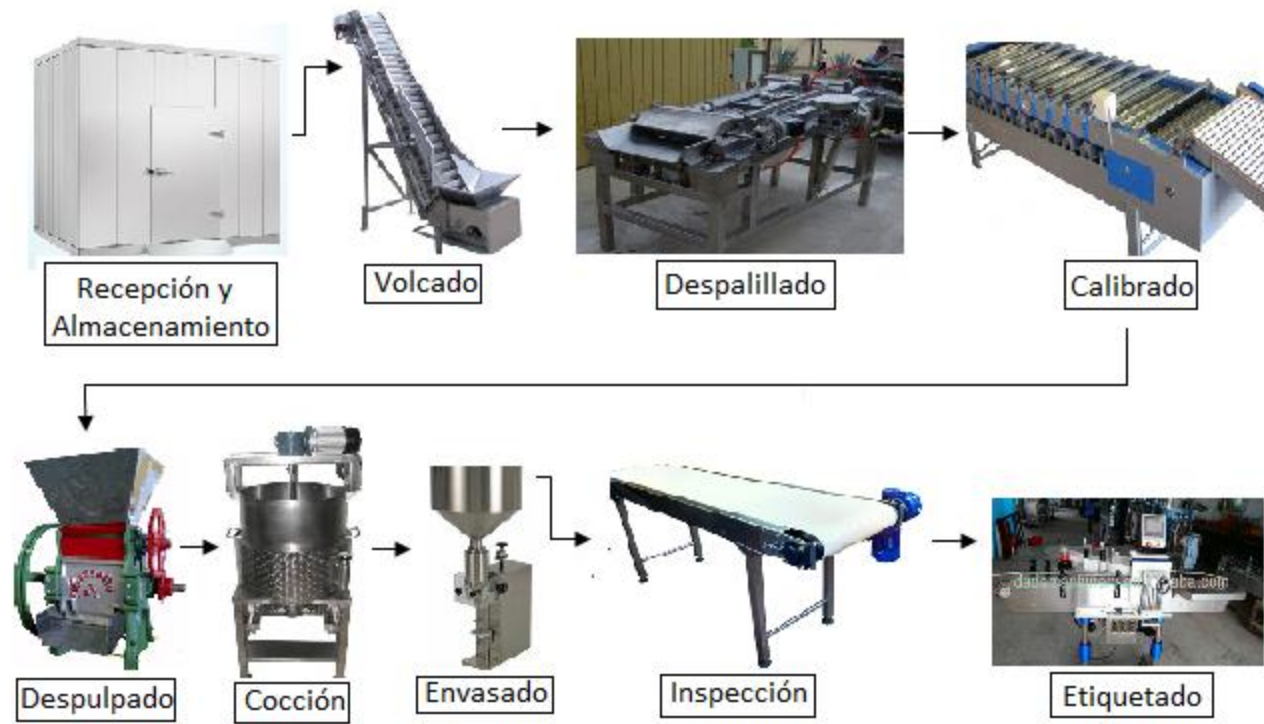 Recepción y
Almacenamiento
Volcado
Despalillado
Calibrado
Despulpado
Cocción
Envasado
Inspección
Etiquetado